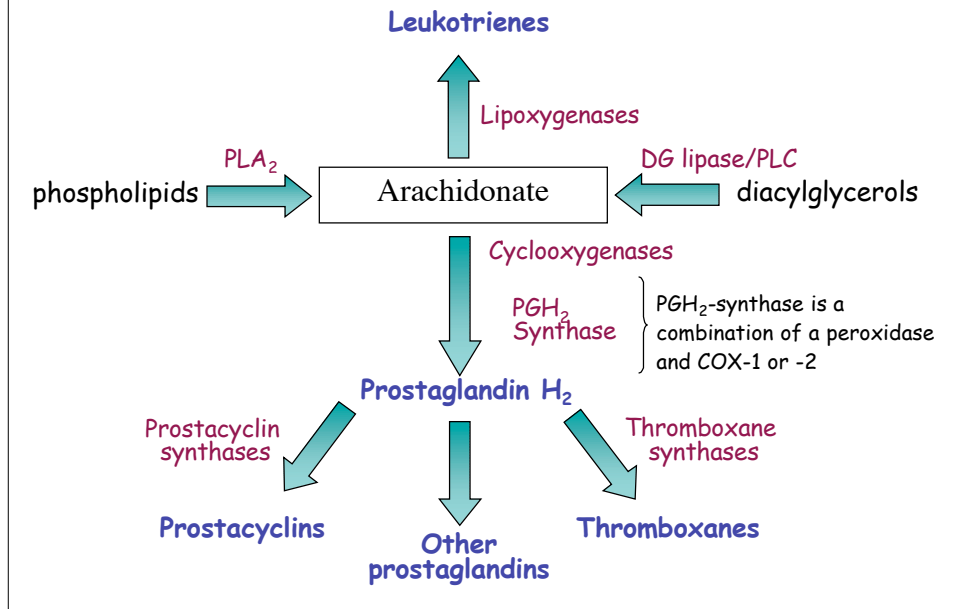 Leukotrienes
Lipoxygenases
PLA₂
DG lipase/PLC
phospholipids
Arachidonate
diacylglycerols
Cyclooxygenases
PGH₂
Synthase
PGH₂-synthase is a
combination of a peroxidase
and COX-1 or -2
Prostaglandin H₂
Prostacyclin
synthases
Thromboxane
synthases
Prostacyclins
Other
prostaglandins
Thromboxanes